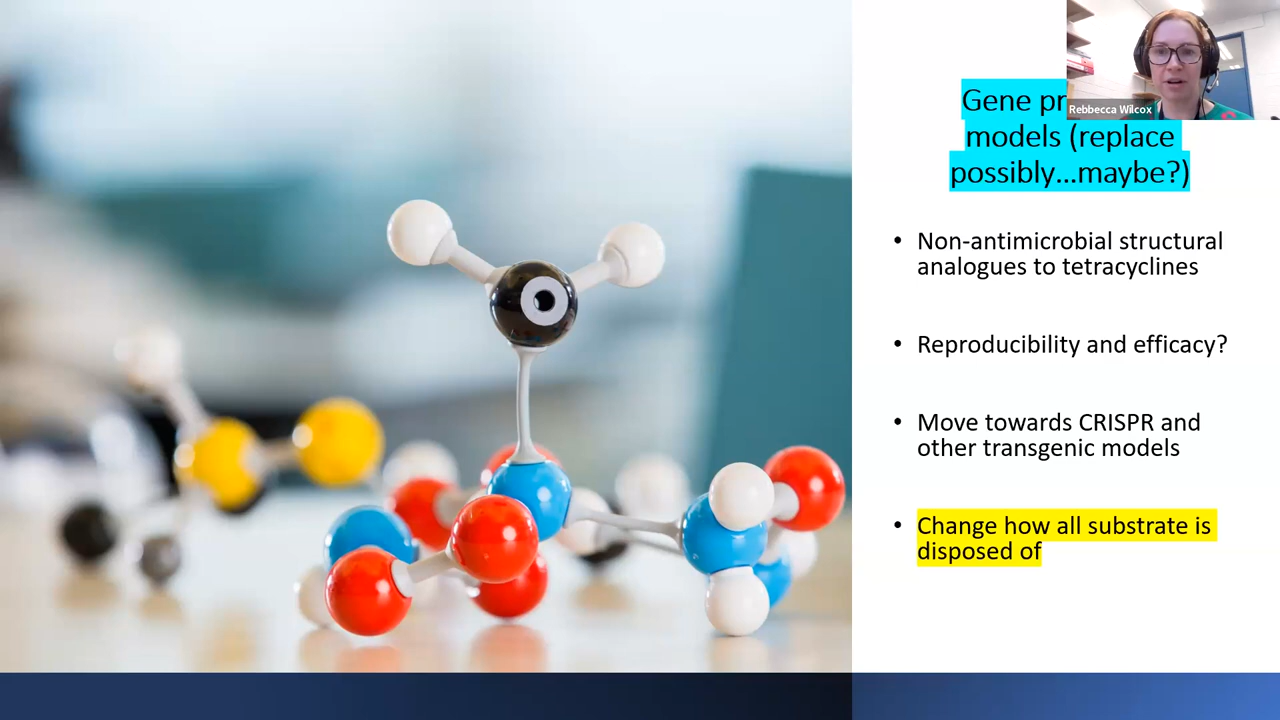 Gene pr
Rebbecca Wilcox
models (replace
possibly...maybe?)
• Non-antimicrobial structural
analogues to tetracyclines
• Reproducibility and efficacy?
• Move towards CRISPR and
other transgenic models
• Change how all substrate is
disposed of